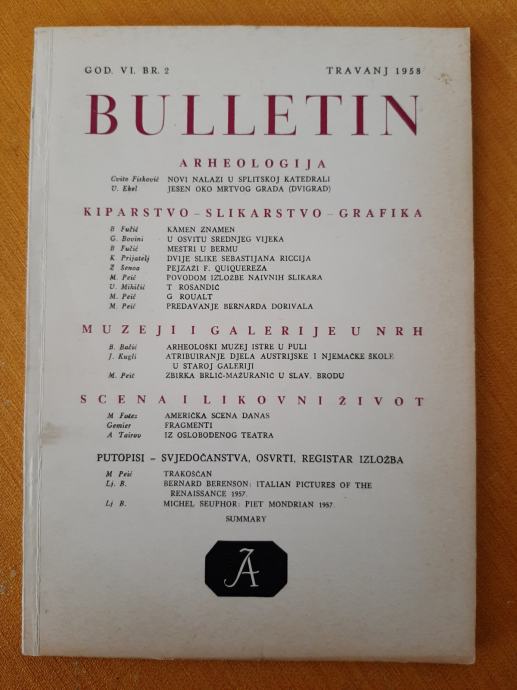 GOD. VI. BR. 2 TRAVANJ 1958
BULLETIN
ARHEOLOGIJA
Cvito Fisković NOVI NALAZI U SPLITSKOJ KATEDRALI
V. Ekel JESEN OKO MRTVOG GRADA (DVIGRAD)
KIPARSTVO – SLIKARSTVO – GRAFIKA
B Fučić KAMEN ZNAMEN
G. Bovini U OSVITU SREDNJEG VIJEKA
B Fučić MESTRI U BERMU
K Prijatelj DVIJE SLIKE SEBASTIJANA RICCIJA
Z Šenoa PEJZAŽI F. QUIQUEREZA
M. Peić POVODOM IZLOŽBE NAIVNIH SLIKARA
V. Mihičić T ROSANDIĆ
M. Peić G ROUALT
M. Peić PREDAVANJE BERNARDA DORIVALA
MUZEJI I GALERIJE U NRH
B. Bačić ARHEOLOŠKI MUZEJ ISTRE U PULI
J. Kugli ATRIBUIRANJE DJELA AUSTRIJSKE I NJEMAČKE ŠKOLE
U STAROJ GALERIJI
M. Peić ZBIRKA BRLIĆ-MAŽURANIĆ U SLAV. BRODU
SCENA I LIKOVNI ŽIVOT
M Fotez AMERIČKA SCENA DANAS
Gemier FRAGMENTI
A Tairov IZ OSLOBOĐENOG TEATRA
PUTOPISI – SVJEDOČANSTVA, OSVRTI, REGISTAR IZLOŽBA
M Peić TRAKOŠĆAN
Lj. B. BERNARD BERENSON: ITALIAN PICTURES OF THE
RENAISSANCE 1957.
Lj B. MICHEL SEUPHOR: PIET MONDRIAN 1957.
SUMMARY
JA